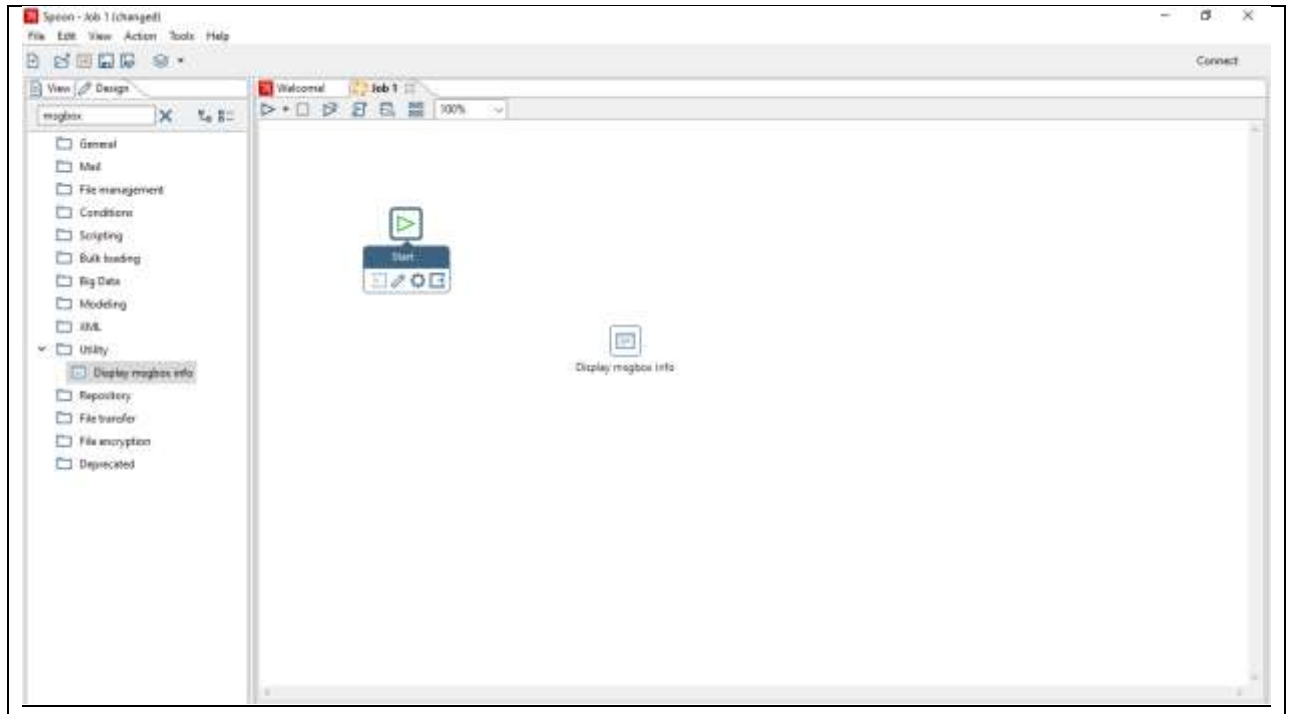 Spoon - Job 1 (changed)
File Edit View Action Tools Help
Connect
View Design
Welcome! Job 1
msgbox
100%
General
Mail
File management
Conditions
Scripting
Bulk loading
Big Data
Modeling
XML
Utility
Display msgbox info
Repository
File transfer
File encryption
Deprecated
Start
Display msgbox info